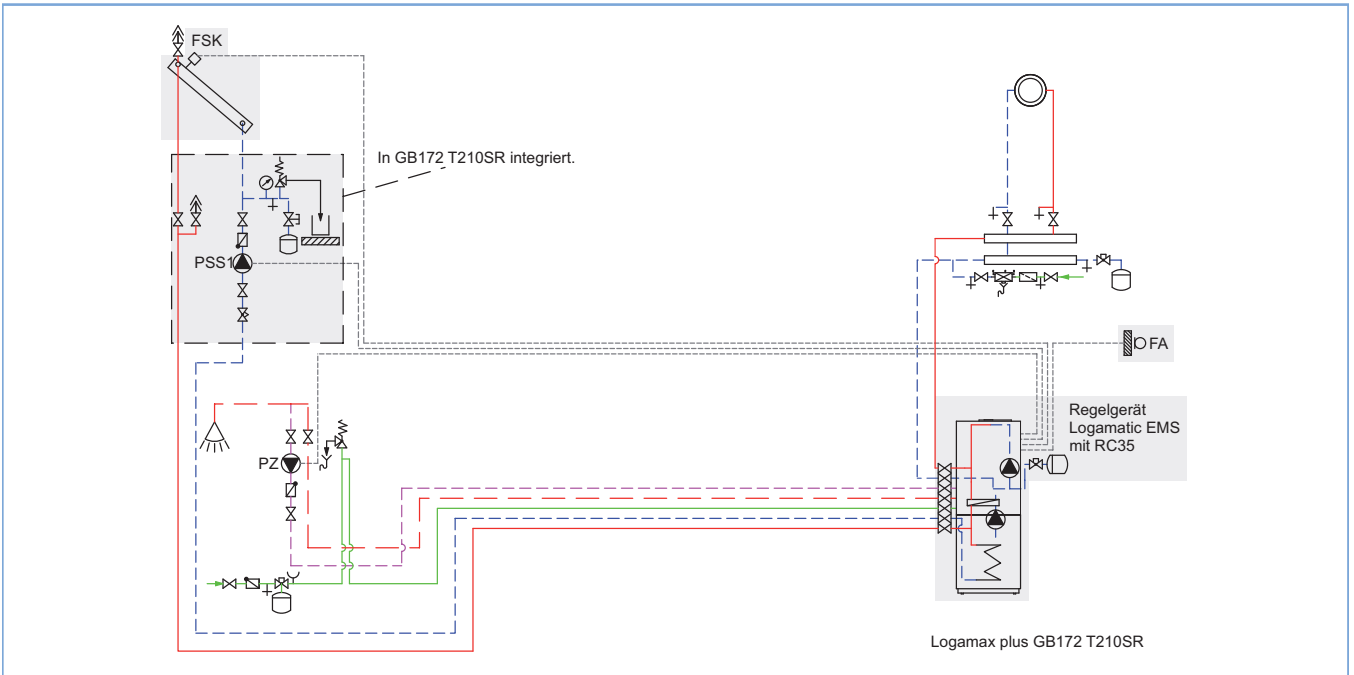 FSK
In GB172 T210SR integriert.
PSS1
FA
Regelgerät
Logamatic EMS
mit RC35
PZ
Logamax plus GB172 T210SR